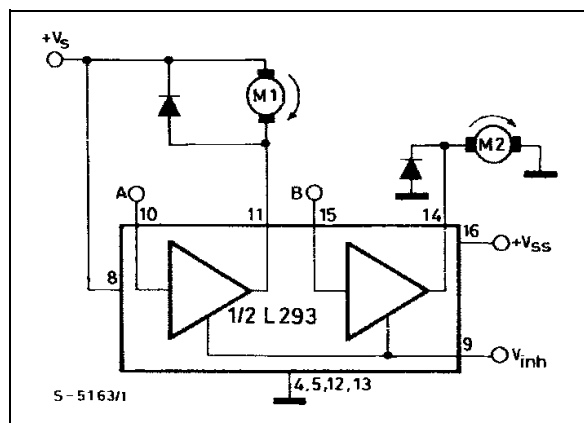 +Vs
M1
M2
A
B
10
11
15
14
16
+Vss
8
1/2 L293
9
Vinh
4,5,12,13
S-5163/1